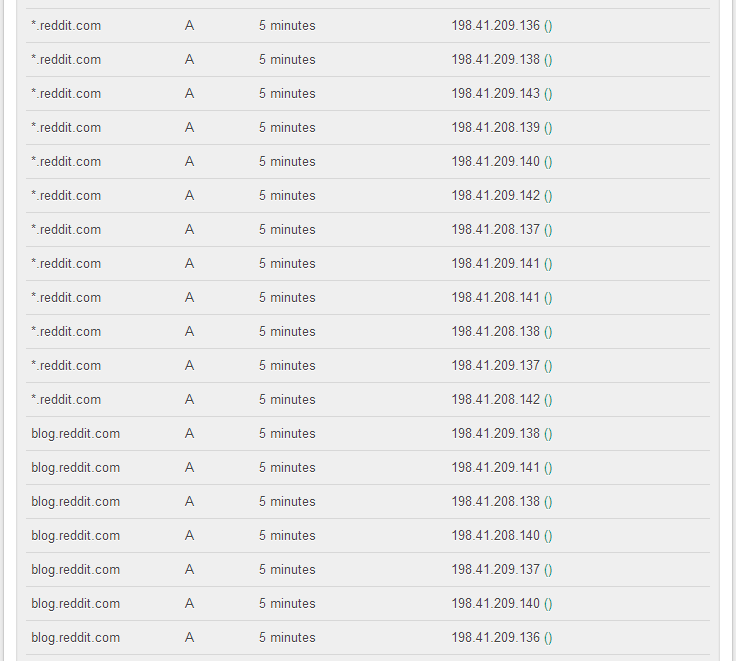 *.reddit.com A 5 minutes 198.41.209.136 ()
*.reddit.com A 5 minutes 198.41.209.138 ()
*.reddit.com A 5 minutes 198.41.209.143 ()
*.reddit.com A 5 minutes 198.41.208.139 ()
*.reddit.com A 5 minutes 198.41.209.140 ()
*.reddit.com A 5 minutes 198.41.209.142 ()
*.reddit.com A 5 minutes 198.41.208.137 ()
*.reddit.com A 5 minutes 198.41.209.141 ()
*.reddit.com A 5 minutes 198.41.208.141 ()
*.reddit.com A 5 minutes 198.41.208.138 ()
*.reddit.com A 5 minutes 198.41.209.137 ()
*.reddit.com A 5 minutes 198.41.208.142 ()
blog.reddit.com A 5 minutes 198.41.209.138 ()
blog.reddit.com A 5 minutes 198.41.209.141 ()
blog.reddit.com A 5 minutes 198.41.208.138 ()
blog.reddit.com A 5 minutes 198.41.208.140 ()
blog.reddit.com A 5 minutes 198.41.209.137 ()
blog.reddit.com A 5 minutes 198.41.209.140 ()
blog.reddit.com A 5 minutes 198.41.209.136 ()